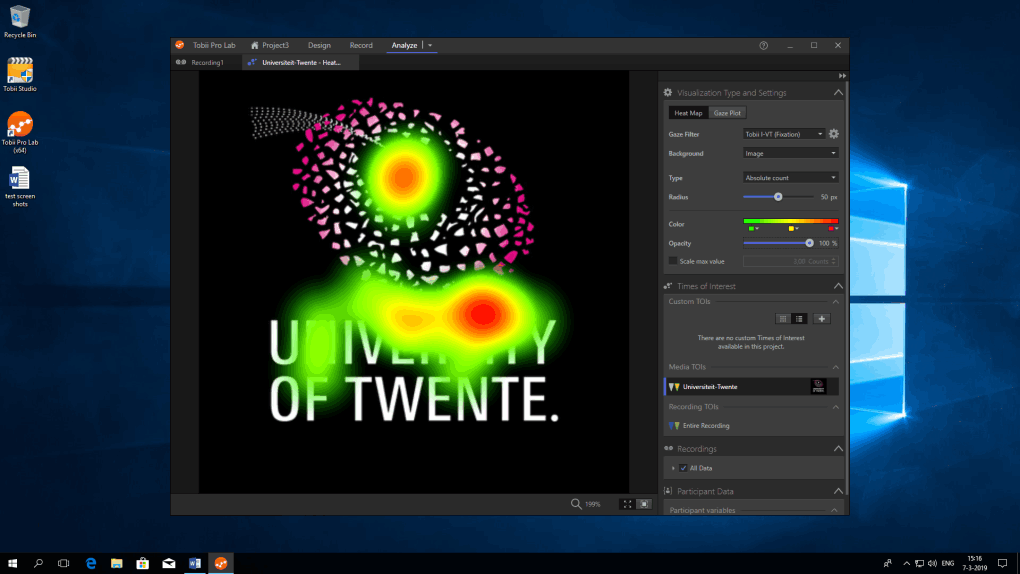 Recycle Bin
Tobii Studio
Tobii Pro Lab
(x64)
test screen
shots
Tobii Pro Lab
Project3
Design
Record
Analyze
Recording1
Universiteit-Twente - Heat...
UNIVERSITY
OF TWENTE.
199%
Visualization Type and Settings
Heat Map
Gaze Plot
Gaze Filter
Tobii I-VT (Fixation)
Background
Image
Type
Absolute count
Radius
50 px
Color
Opacity
100 %
Scale max value
2.00 Counts
Times of Interest
Custom TOIs
There are no custom Times of Interest
available in this project.
Media TOIs
Universiteit-Twente
Recording TOIs
Entire Recording
Recordings
All Data
Participant Data
Participant variables
ENG
15:16
7-3-2019